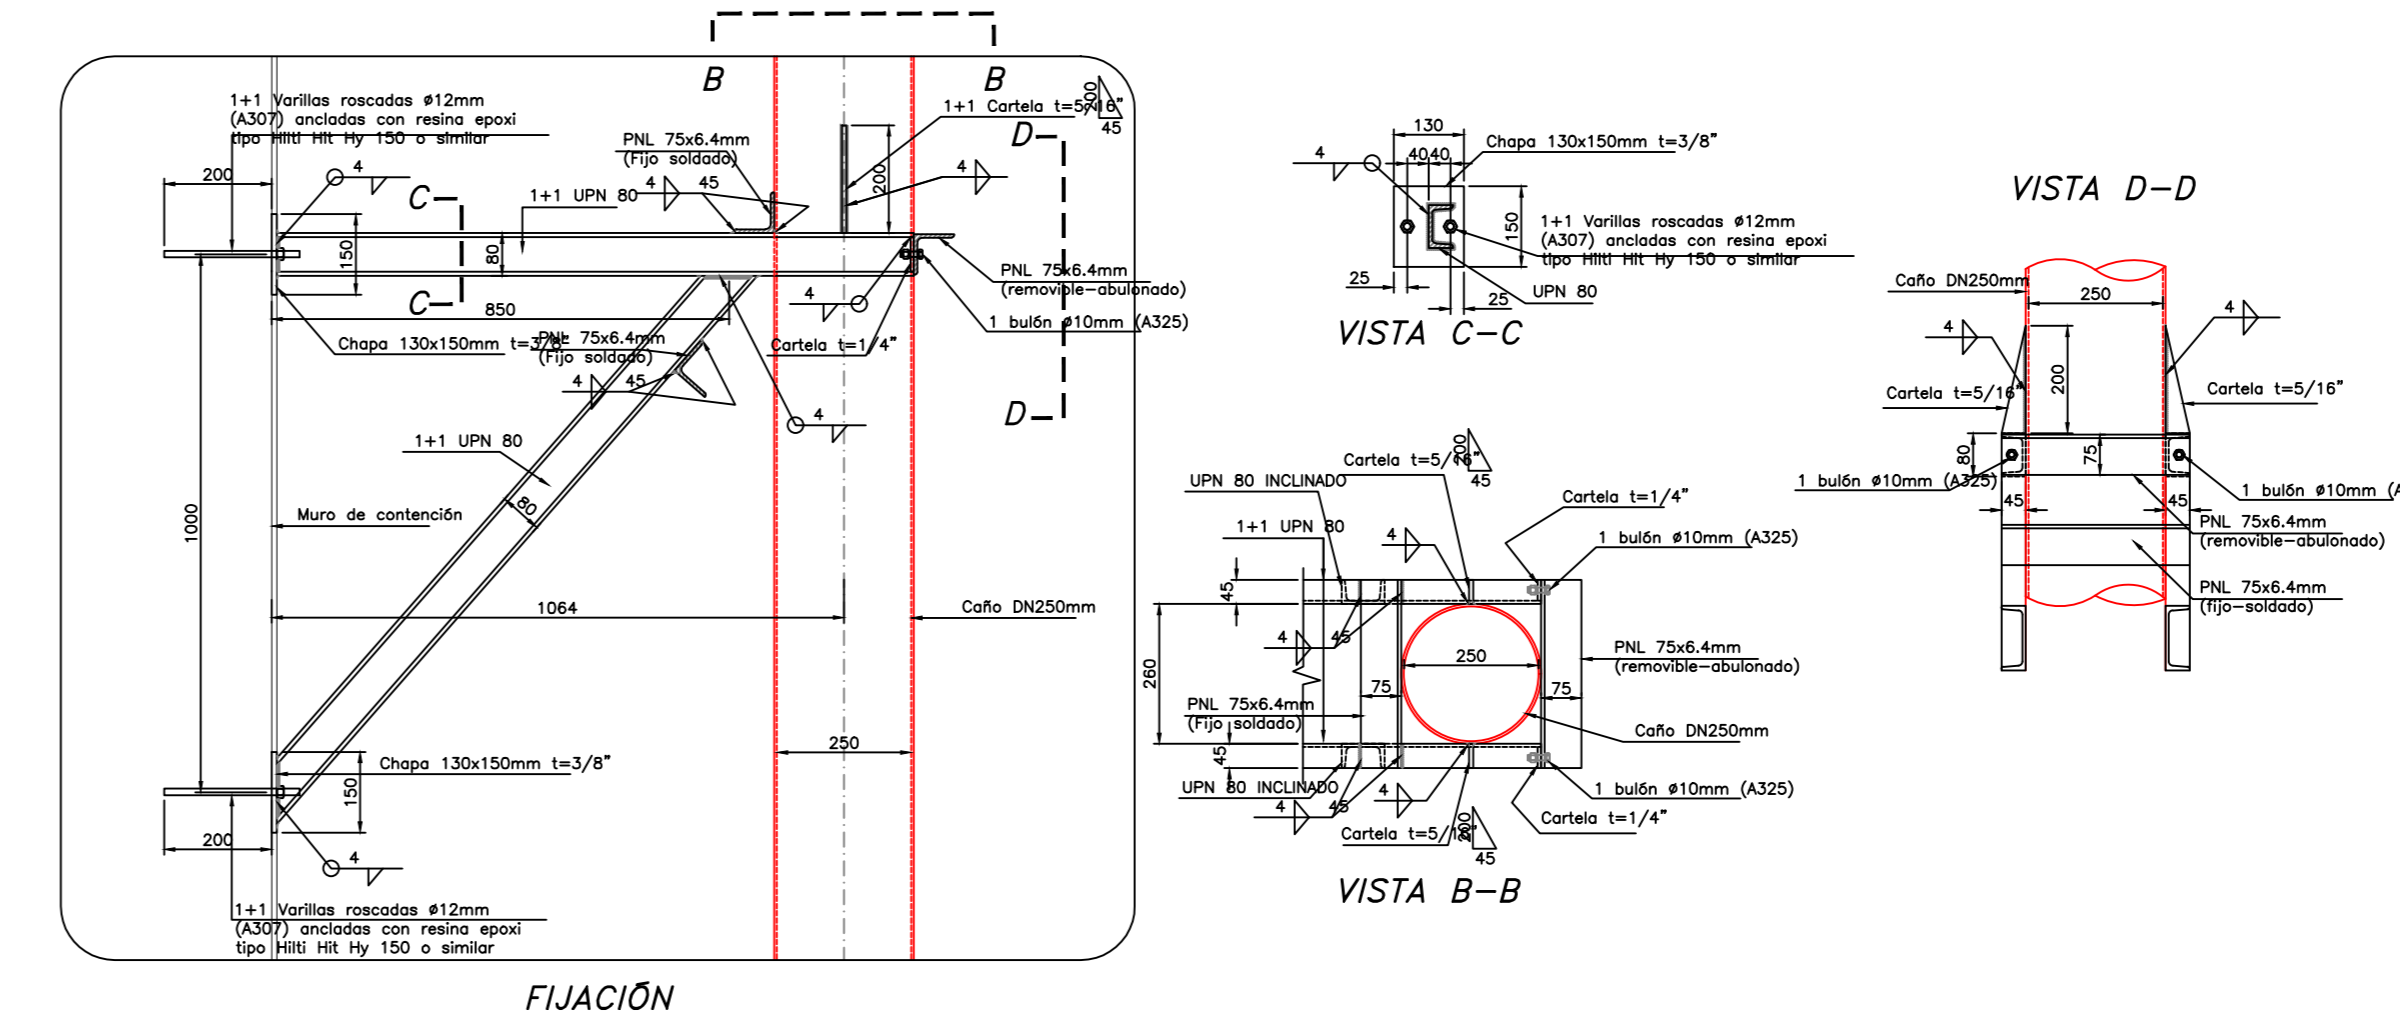 B
B
1+1 Varillas roscadas ø12mm
(A307) ancladas con resina epoxi
tipo Hilti Hit Hy 150 o similar
PNL 75x6.4mm
(Fijo soldado)
1+1 Cartela t=5/16"
200
45
D-
4
200
4
45
1+1 UPN 80
200
4
C-
150
80
PNL 75x6.4mm
(removible-abulonado)
C-
4
850
1 bulón ø10mm (A325)
Chapa 130x150mm t=3/8"
PNL 75x6.4mm
(Fijo soldado)
Cartela t=1/4"
4
45
4
D-
1+1 UPN 80
80
1000
Muro de contención
1064
Caño DN250mm
250
Chapa 130x150mm t=3/8"
150
200
4
1+1 Varillas roscadas ø12mm
(A307) ancladas con resina epoxi
tipo Hilti Hit Hy 150 o similar
FIJACIÓN
130
Chapa 130x150mm t=3/8"
4
40
40
150
1+1 Varillas roscadas ø12mm
(A307) ancladas con resina epoxi
tipo Hilti Hit Hy 150 o similar
25
25
UPN 80
VISTA C-C
Cartela t=5/16"
200
45
UPN 80 INCLINADO
Cartela t=1/4"
1+1 UPN 80
4
1 bulón ø10mm (A325)
45
4
45
260
250
PNL 75x6.4mm
(removible-abulonado)
75
75
PNL 75x6.4mm
(Fijo soldado)
Caño DN250mm
45
UPN 80 INCLINADO
4
1 bulón ø10mm (A325)
4
45
Cartela t=5/16"
200
45
Cartela t=1/4"
VISTA B-B
VISTA D-D
Caño DN250mm
250
4
4
200
Cartela t=5/16"
Cartela t=5/16"
80
75
1 bulón ø10mm (A325)
1 bulón ø10mm (A
45
45
PNL 75x6.4mm
(removible-abulonado)
PNL 75x6.4mm
(fijo-soldado)